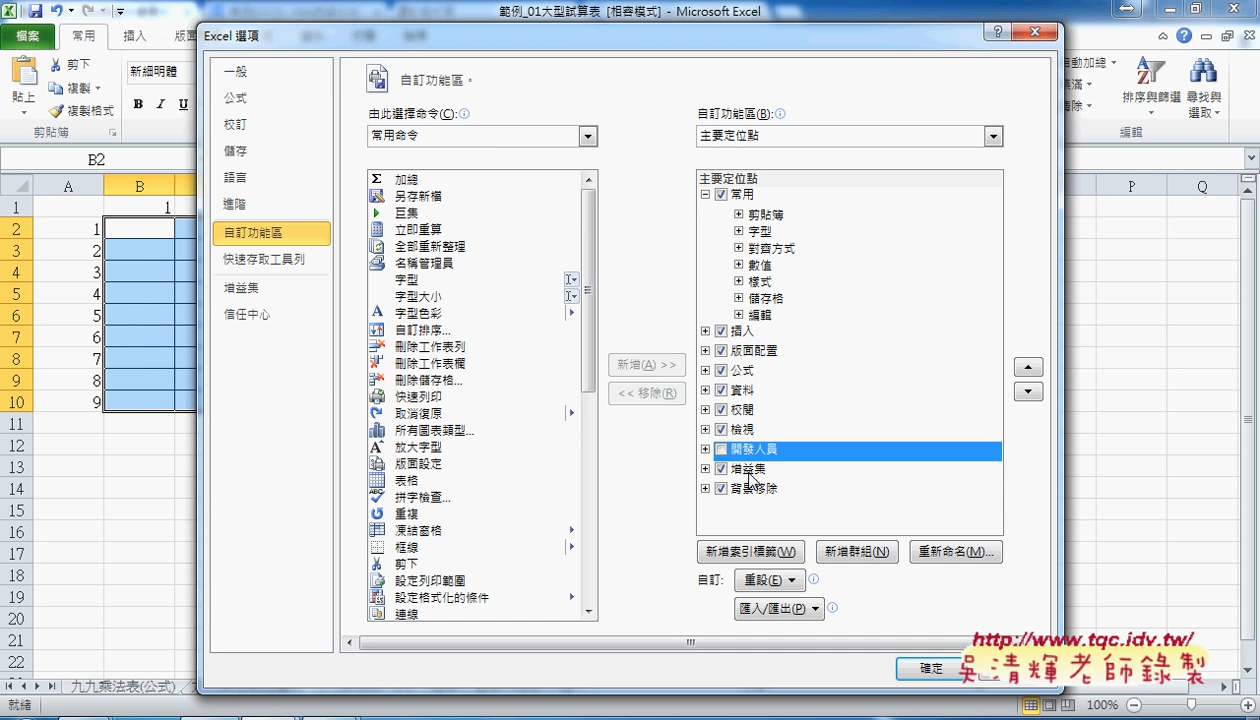 範例_01大型試算表 [相容模式] - Microsoft Excel
檔案
常用
插入
版面
剪下
複製
複製格式
貼上
剪貼簿
新細明體
B I U
自動加總
排序與篩選
尋找與
選取
編輯
B2
A
B
P
Q
1
1
2
1
3
2
4
3
5
4
6
5
7
6
8
7
9
8
10
9
11
12
13
14
15
16
17
18
19
20
21
22
九九乘法表(公式)
就緒
100%
Excel 選項
一般
公式
校訂
儲存
語言
進階
自訂功能區
快速存取工具列
增益集
信任中心
自訂功能區。
由此選擇命令(C):
常用命令
加總
另存新檔
巨集
立即重算
全部重新整理
名稱管理員
字型
字型大小
字型色彩
自訂排序...
刪除工作表列
刪除工作表欄
刪除儲存格...
快速列印
取消復原
所有圖表類型...
放大字型
版面設定
表格
拼字檢查...
重複
凍結窗格
框線
剪下
設定列印範圍
設定格式化的條件
連線
新增(A) >>
<< 移除(R)
自訂功能區(B):
主要定位點
主要定位點
常用
剪貼簿
字型
對齊方式
數值
樣式
儲存格
編輯
插入
版面配置
公式
資料
校閱
檢視
開發人員
增益集
背景移除
新增索引標籤(W)
新增群組(N)
重新命名(M)...
自訂:
重設(E)
匯入/匯出(P)
確定
http://www.tqc.idv.tw/
吳清輝老師錄製